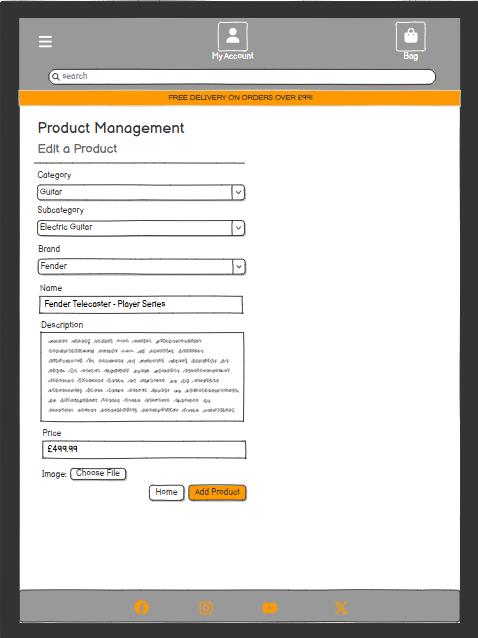 My Account
Bag
search
FREE DELIVERY ON ORDERS OVER £99!
Product Management
Edit a Product
Category
Guitar
Subcategory
Electric Guitar
Brand
Fender
Name
Fender Telecaster - Player Series
Description
Price
£499.99
Image: Choose File
Home Add Product